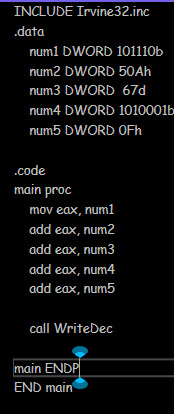 INCLUDE Irvine32.inc
.data
num1 DWORD 101110b
num2 DWORD 50Ah
num3 DWORD 67d
num4 DWORD 1010001b
num5 DWORD 0Fh
.code
main proc
mov eax, num1
add eax, num2
add eax, num3
add eax, num4
add eax, num5
call WriteDec
main ENDP
END main